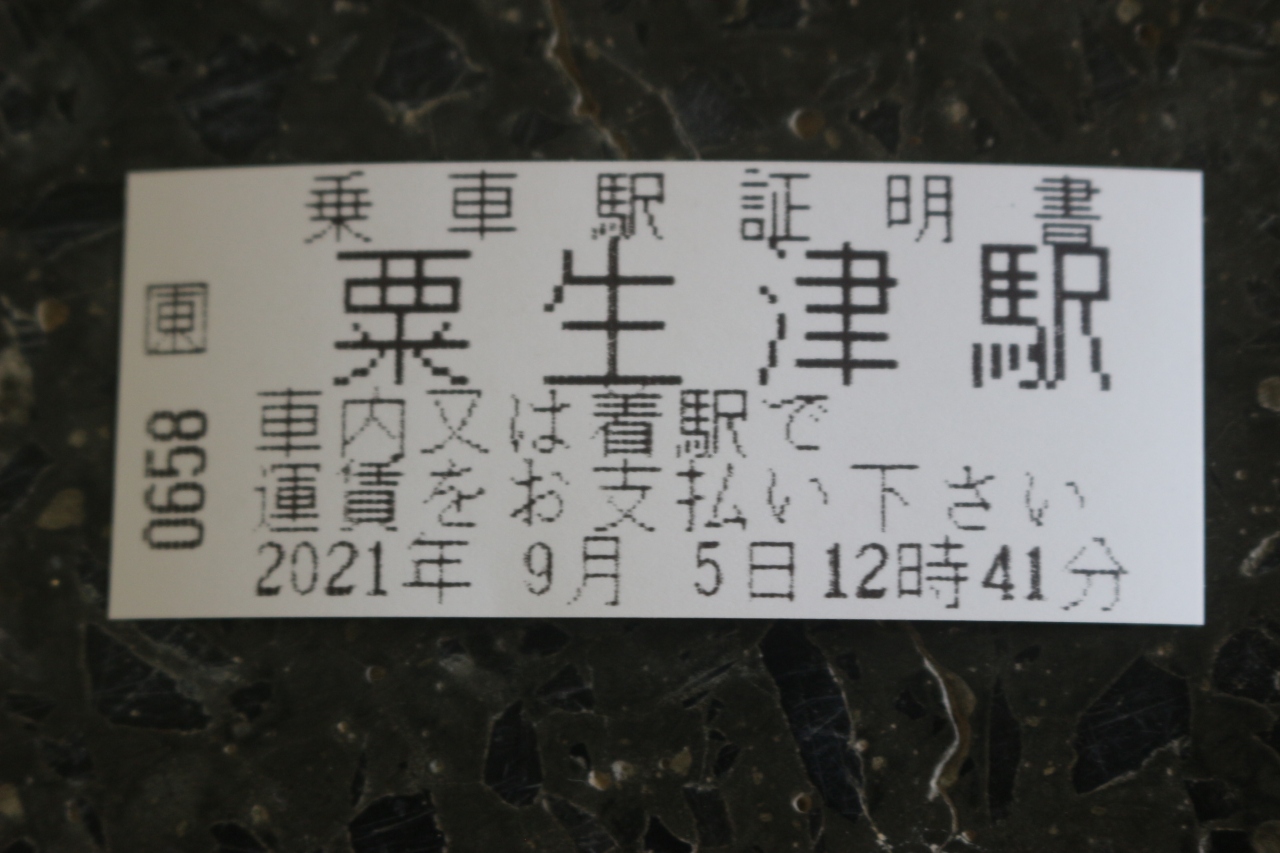 乗車駅証明書
粟生津駅
東
0658
車内又は着駅で
運賃をお支払い下さい
2021年 9月 5日12時41分